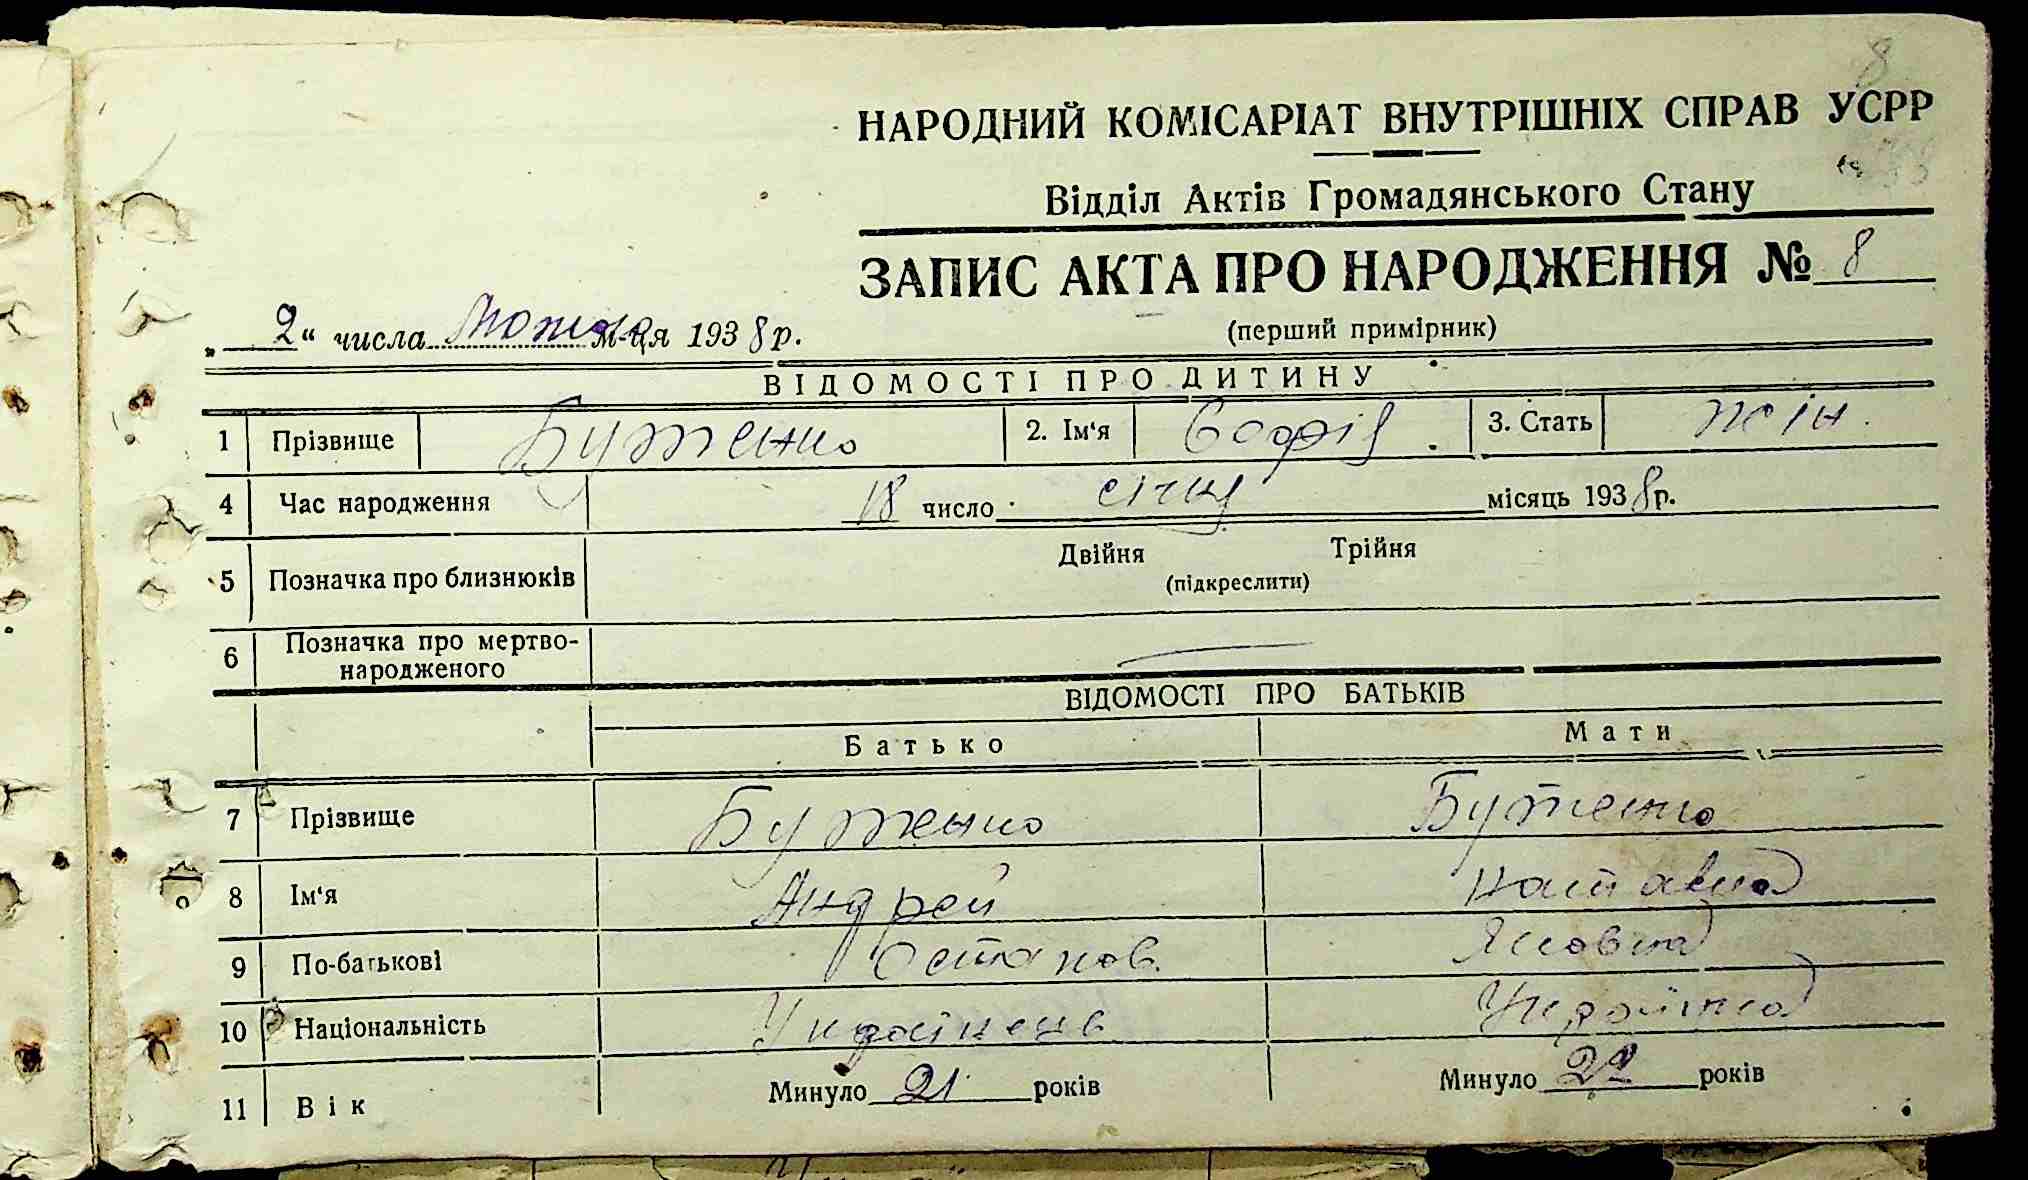 8
НАРОДНИЙ КОМІСАРІАТ ВНУТРІШНІХ СПРАВ УСРР
Відділ Актів Громадянського Стану
ЗАПИС АКТА ПРО НАРОДЖЕННЯ № 8
„ 2 “ числа м-ця 1938 р.
(перший примірник)
ВІДОМОСТІ ПРО ДИТИНУ
1 Прізвище Бутенко 2. Ім‘я Софія 3. Стать жін.
4 Час народження 18 число січня місяць 1938 р.
5 Позначка про близнюків Двійня Трійня
(підкреслити)
6 Позначка про мертво-
народженого
ВІДОМОСТІ ПРО БАТЬКІВ
Батько Мати
7 Прізвище Бутенко Бутенко
8 Ім‘я Андрей
9 По-батькові Остапов. Яковна
10 Національність Українець Українка
11 Вік Минуло 21 років Минуло 22 років